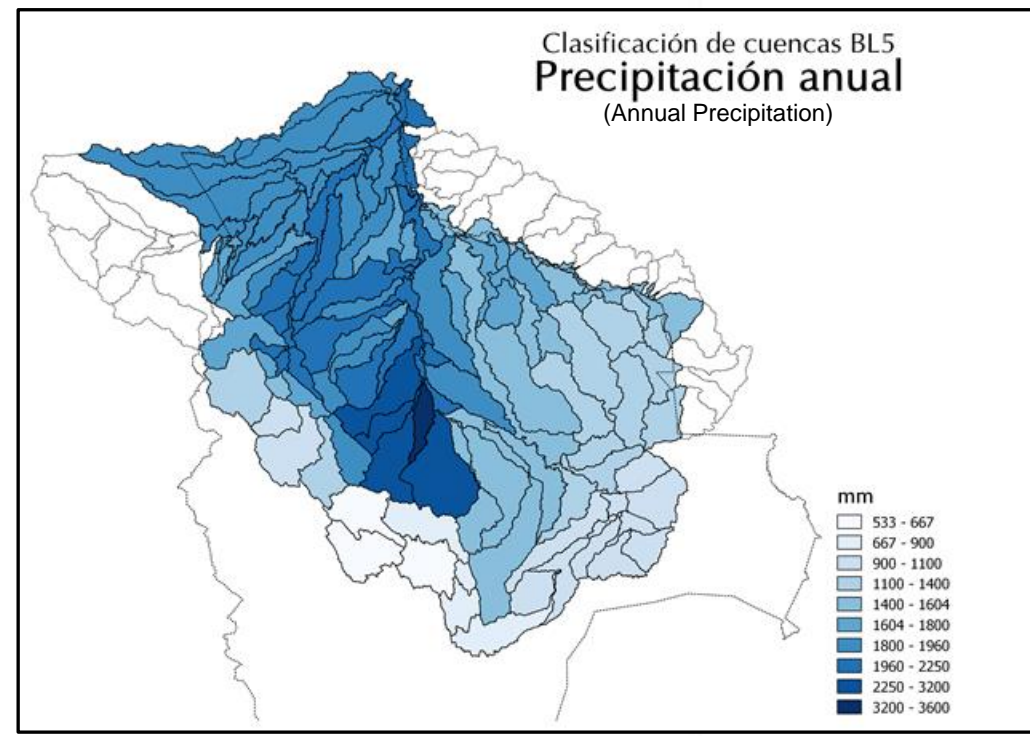 Clasificación de cuencas BL5
Precipitación anual
(Annual Precipitation)
mm
533 - 667
667 - 900
900 - 1100
1100 - 1400
1400 - 1604
1604 - 1800
1800 - 1960
1960 - 2250
2250 - 3200
3200 - 3600